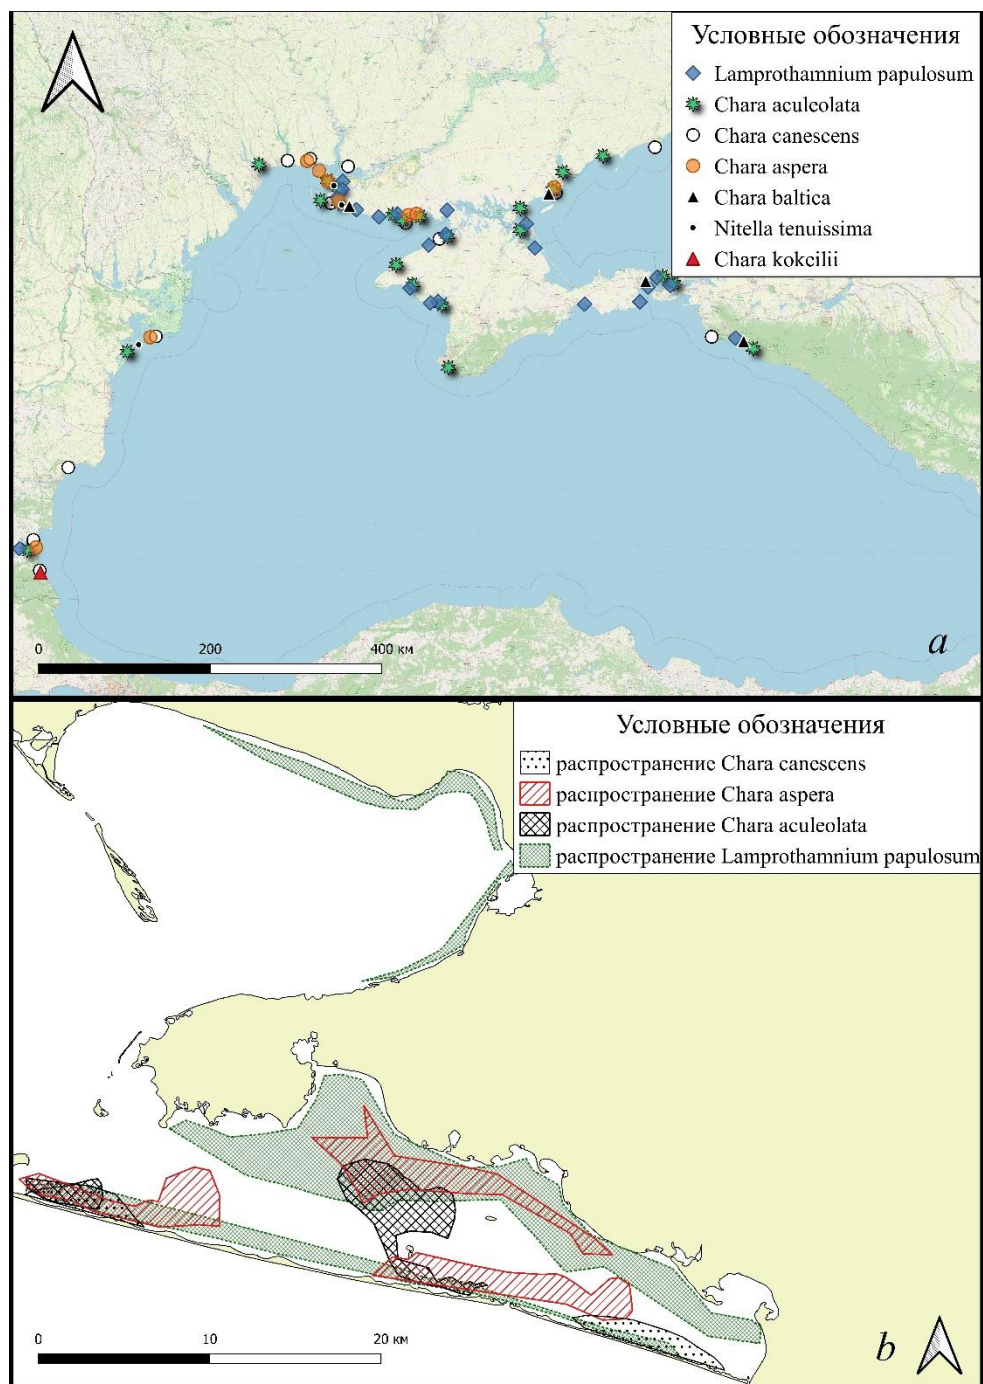 Условные обозначения
Lamprothamnium papulosum
Chara aculeolata
Chara canescens
Chara aspera
Chara baltica
Nitella tenuissima
Chara kokcilii
0 200 400 км
a
Условные обозначения
распространение Chara canescens
распространение Chara aspera
распространение Chara aculeolata
распространение Lamprothamnium papulosum
0 10 20 км
b